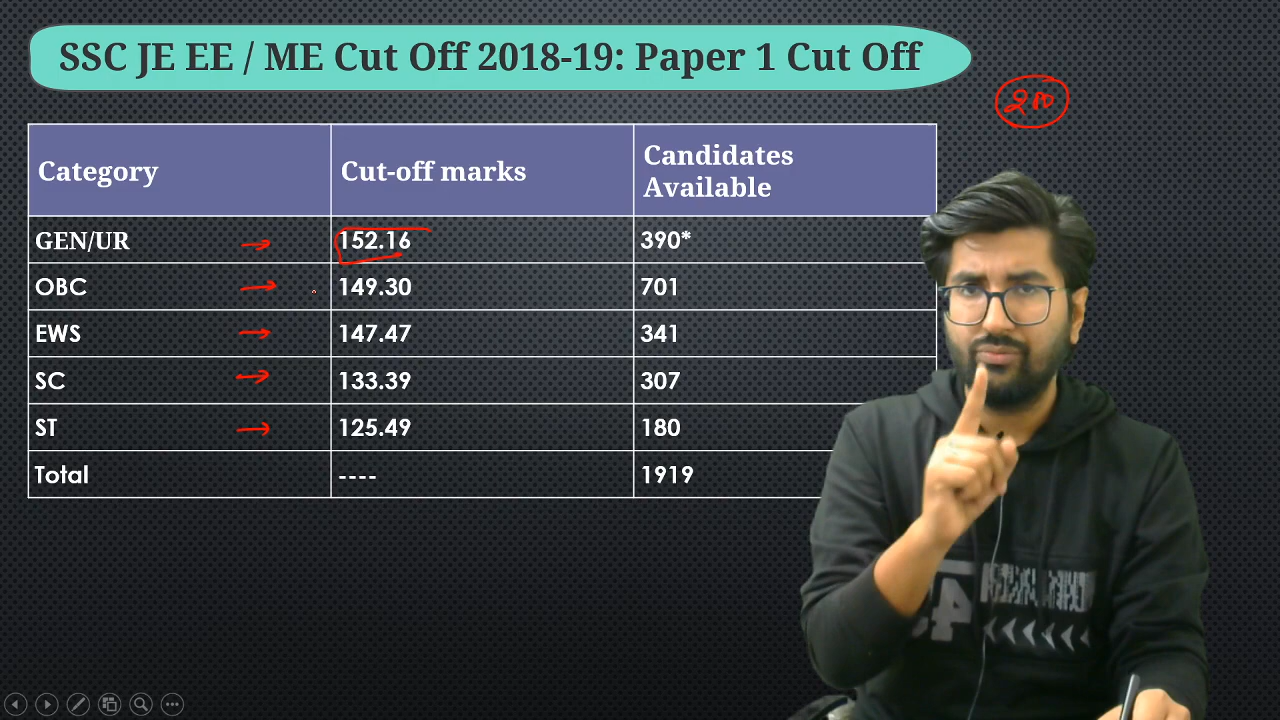 SSC JE EE / ME Cut Off 2018-19: Paper 1 Cut Off
200
Category Cut-off marks Candidates Available
GEN/UR 152.16 390*
OBC 149.30 701
EWS 147.47 341
SC 133.39 307
ST 125.49 180
Total ---- 1919